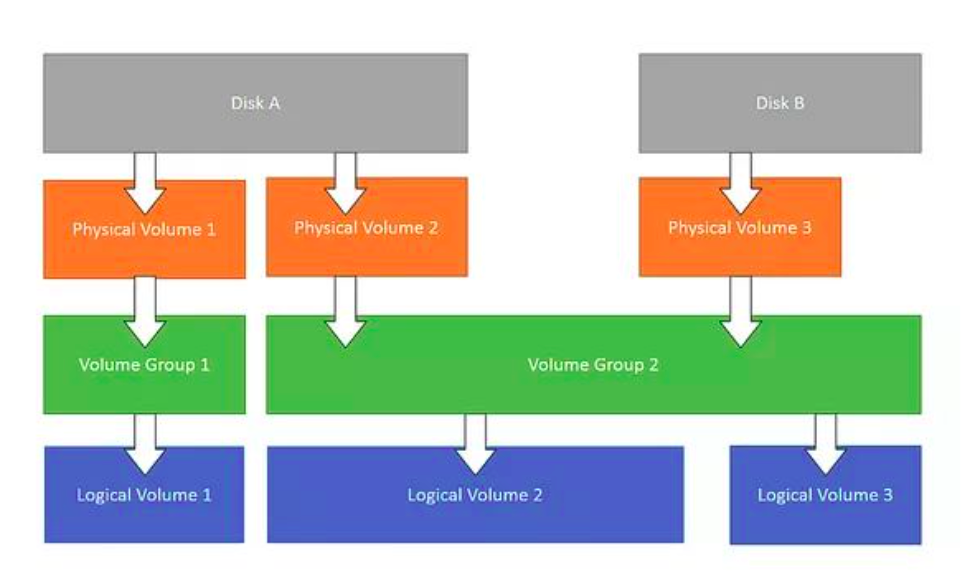 Disk A
Disk B
Physical Volume 1
Physical Volume 2
Physical Volume 3
Volume Group 1
Volume Group 2
Logical Volume 1
Logical Volume 2
Logical Volume 3